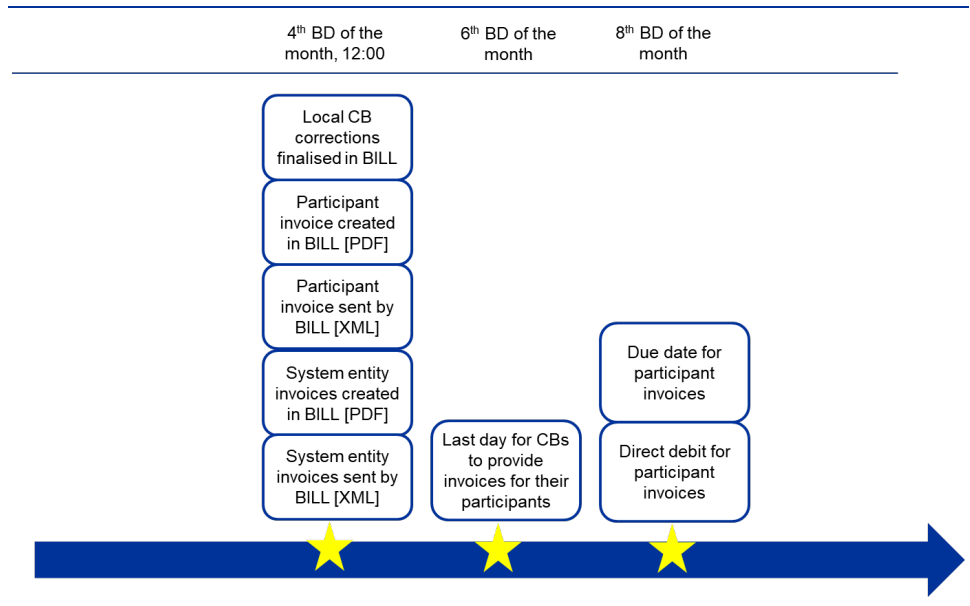 4th BD of the
month, 12:00
6th BD of the
month
8th BD of the
month
Local CB
corrections
finalised in BILL
Participant
invoice created
in BILL [PDF]
Participant
invoice sent by
BILL [XML]
System entity
invoices created
in BILL [PDF]
System entity
invoices sent by
BILL [XML]
Last day for CBs
to provide
invoices for their
participants
Due date for
participant
invoices
Direct debit for
participant
invoices